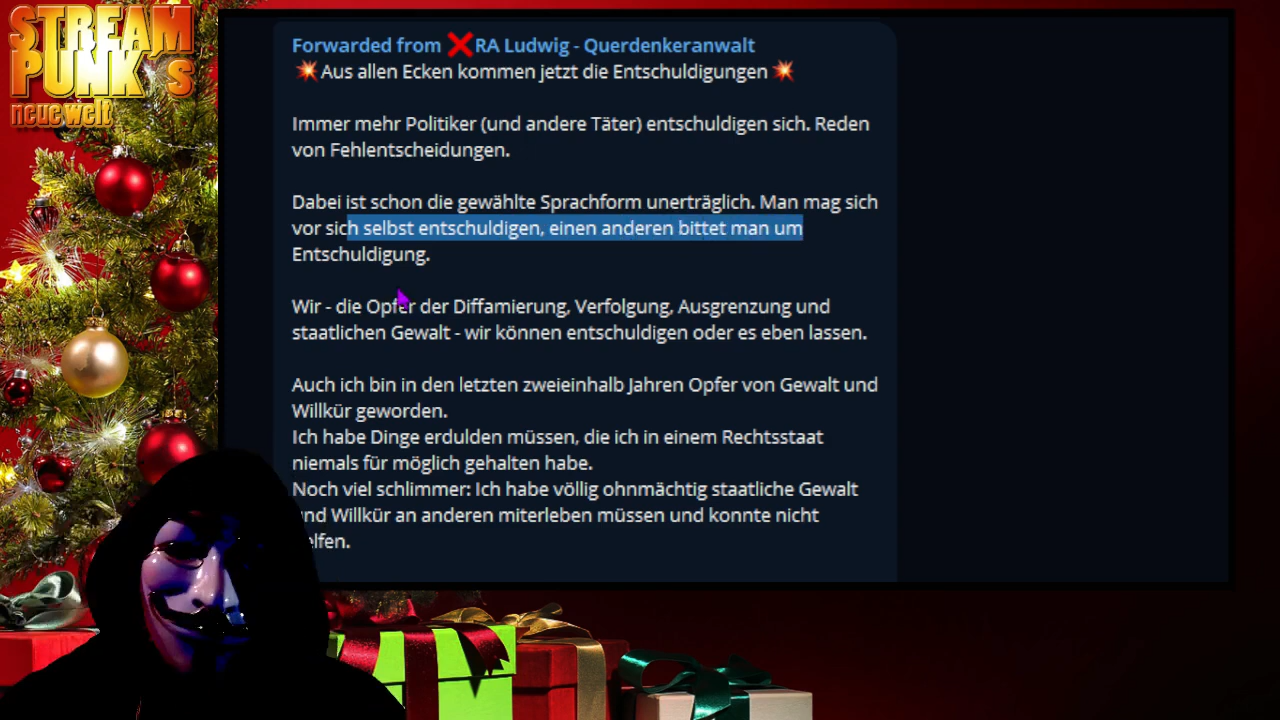 STREAM
PUNK´s
neue welt
Forwarded from ❌RA Ludwig - Querdenkeranwalt
💥Aus allen Ecken kommen jetzt die Entschuldigungen💥
Immer mehr Politiker (und andere Täter) entschuldigen sich. Reden
von Fehlentscheidungen.
Dabei ist schon die gewählte Sprachform unerträglich. Man mag sich
vor sich selbst entschuldigen, einen anderen bittet man um
Entschuldigung.
Wir - die Opfer der Diffamierung, Verfolgung, Ausgrenzung und
staatlichen Gewalt - wir können entschuldigen oder es eben lassen.
Auch ich bin in den letzten zweieinhalb Jahren Opfer von Gewalt und
Willkür geworden.
Ich habe Dinge erdulden müssen, die ich in einem Rechtsstaat
niemals für möglich gehalten habe.
Noch viel schlimmer: Ich habe völlig ohnmächtig staatliche Gewalt
und Willkür an anderen miterleben müssen und konnte nicht
elfen.